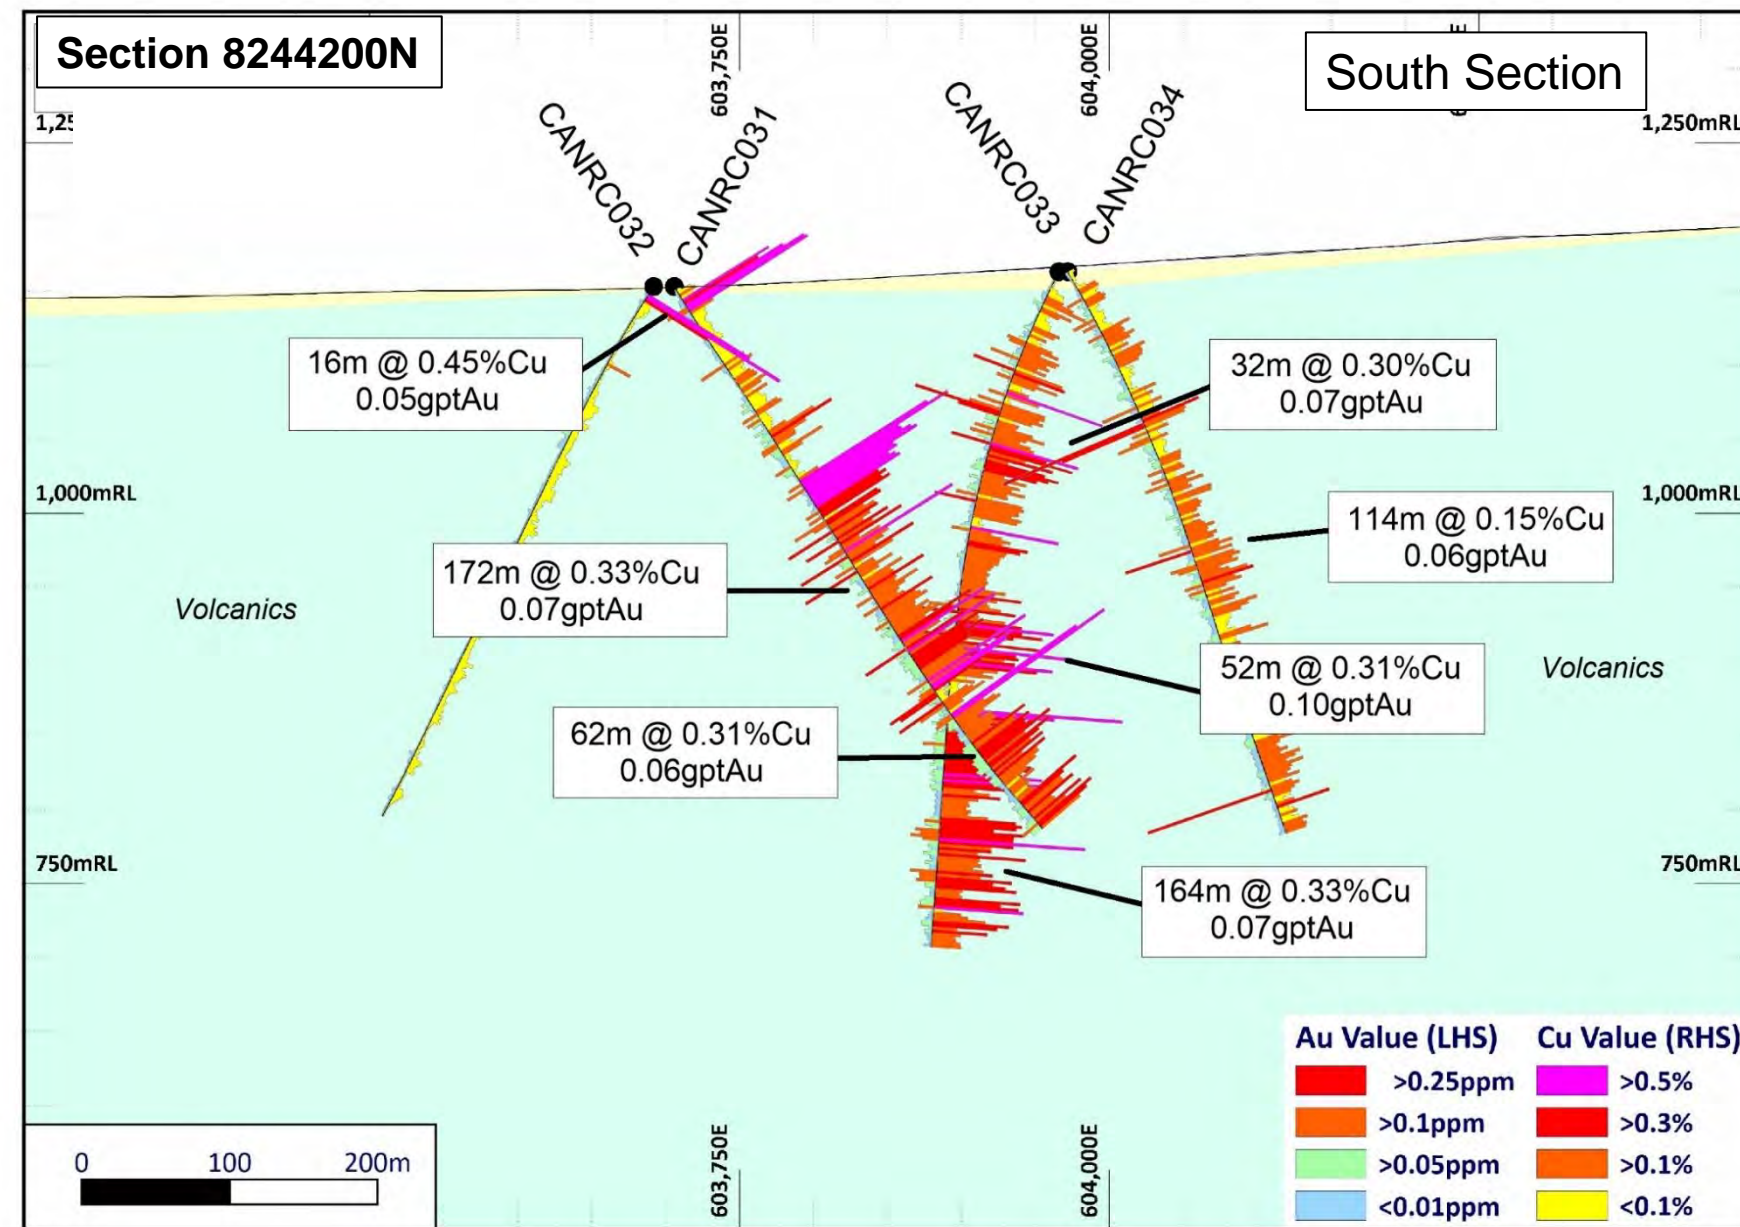 Section 8244200N
603,750E
604,000E
South Section
1,25
1,250mRL
CANRC032
CANRC031
CANRC033
CANRC034
16m @ 0.45%Cu
0.05gptAu
32m @ 0.30%Cu
0.07gptAu
1,000mRL
1,000mRL
114m @ 0.15%Cu
0.06gptAu
172m @ 0.33%Cu
0.07gptAu
Volcanics
Volcanics
52m @ 0.31%Cu
0.10gptAu
62m @ 0.31%Cu
0.06gptAu
750mRL
750mRL
164m @ 0.33%Cu
0.07gptAu
Au Value (LHS) Cu Value (RHS)
>0.25ppm >0.5%
>0.1ppm >0.3%
>0.05ppm >0.1%
<0.01ppm <0.1%
0 100 200m
603,750E
604,000E